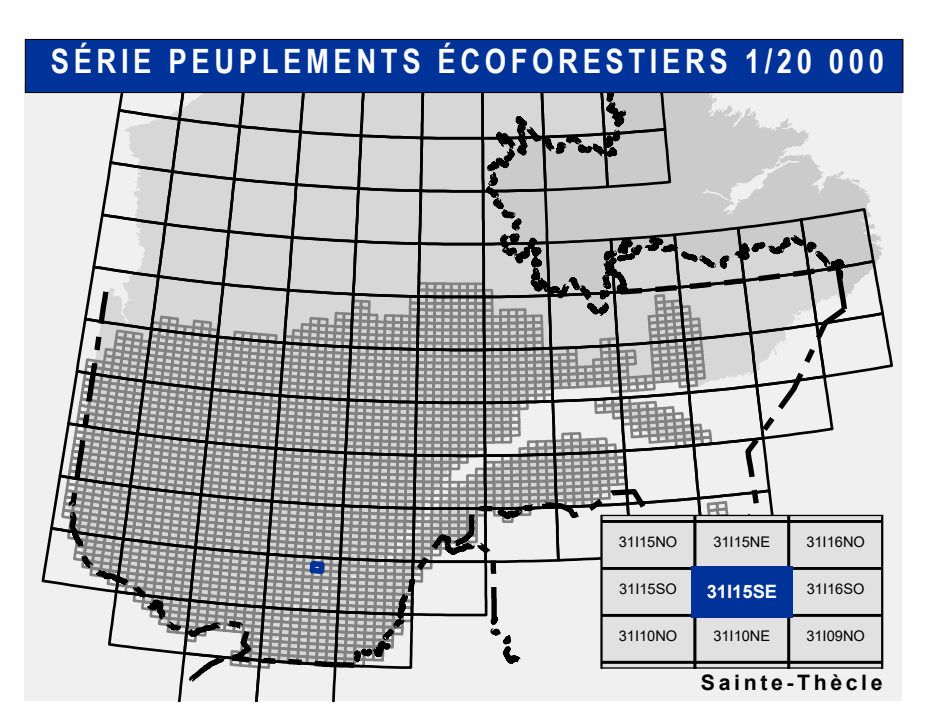 SÉRIE PEUPLEMENTS ÉCOFORESTIERS 1/20 000
31I15NO 31I15NE 31I16NO
31I15SO 31I15SE 31I16SO
31I10NO 31I10NE 31I09NO
Sainte-Thècle